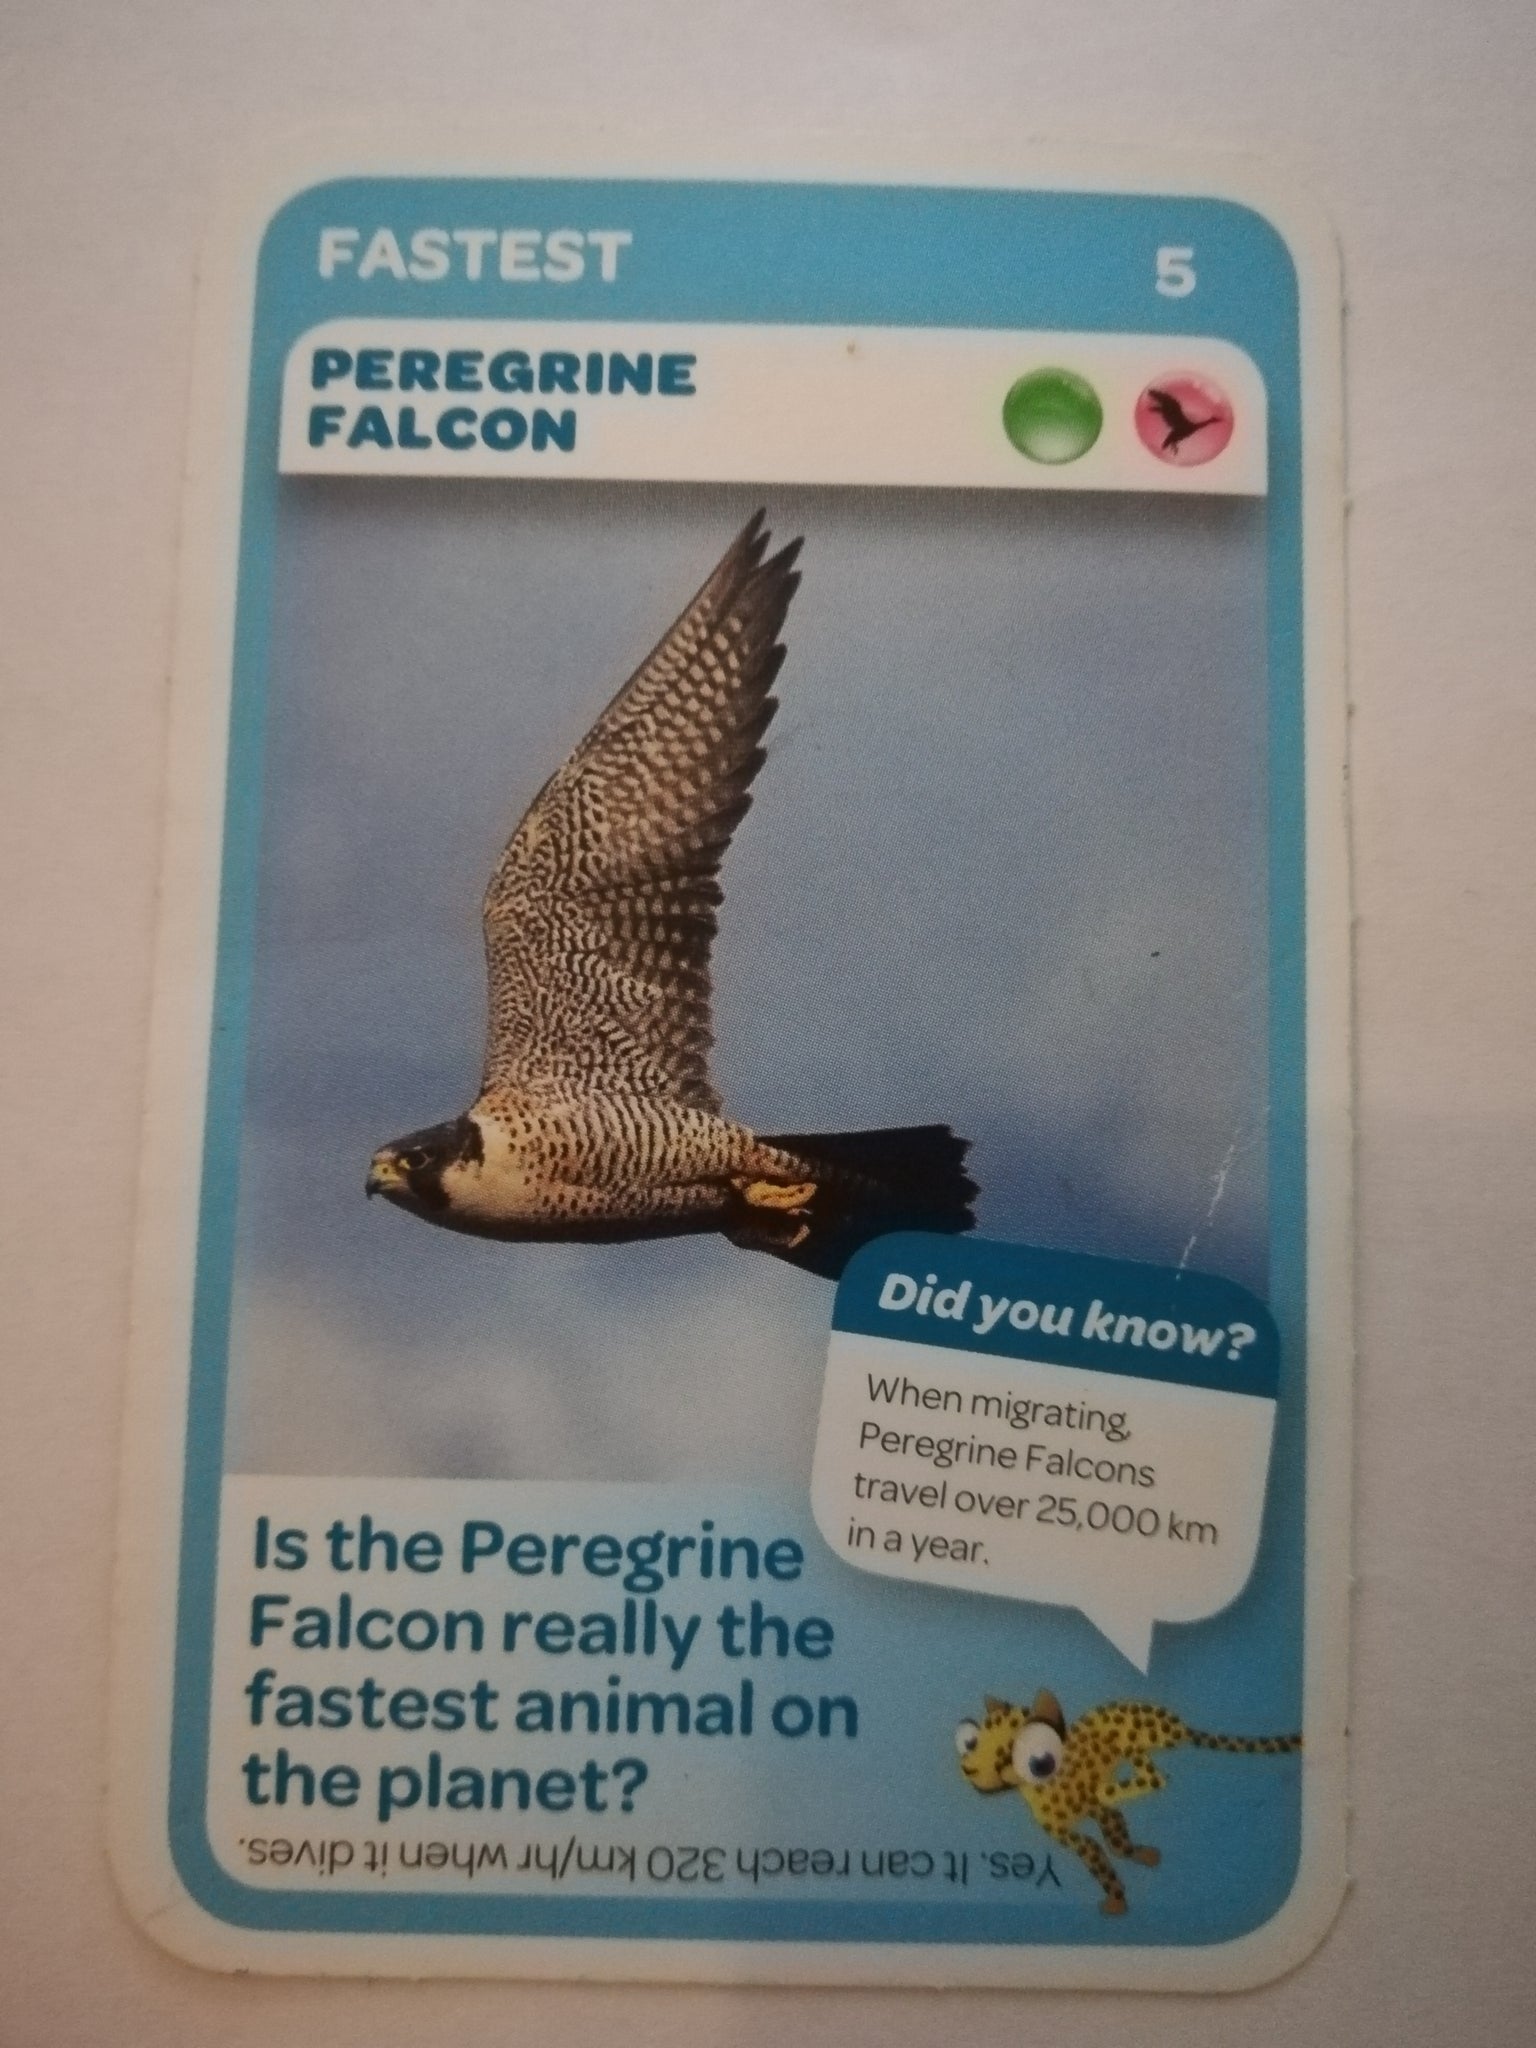 FASTEST 5
PEREGRINE
FALCON
Did you know?
When migrating,
Peregrine Falcons
travel over 25,000 km
in a year.
Is the Peregrine
Falcon really the
fastest animal on
the planet?
Yes. It can reach 320 km/hr when it dives.